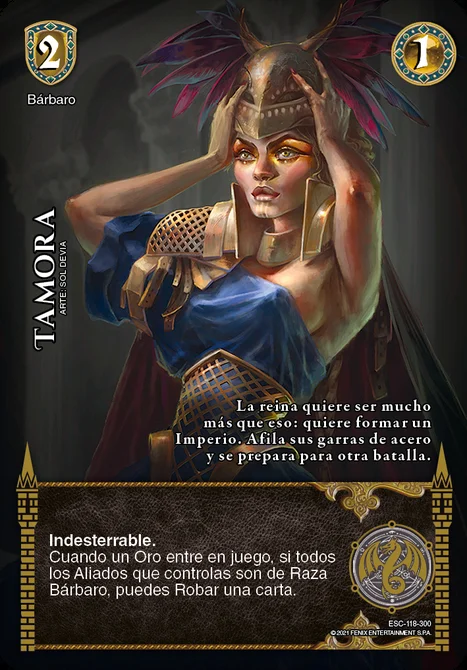 2
1
Bárbaro
TAMORA
ARTE: SOL DEVIA
La reina quiere ser mucho
más que eso: quiere formar un
Imperio. Afila sus garras de acero
y se prepara para otra batalla.
Indesterrable.
Cuando un Oro entre en juego, si todos
los Aliados que controlas son de Raza
Bárbaro, puedes Robar una carta.
ESC-118-300
©2021 FENIX ENTERTAINMENT S.P.A.